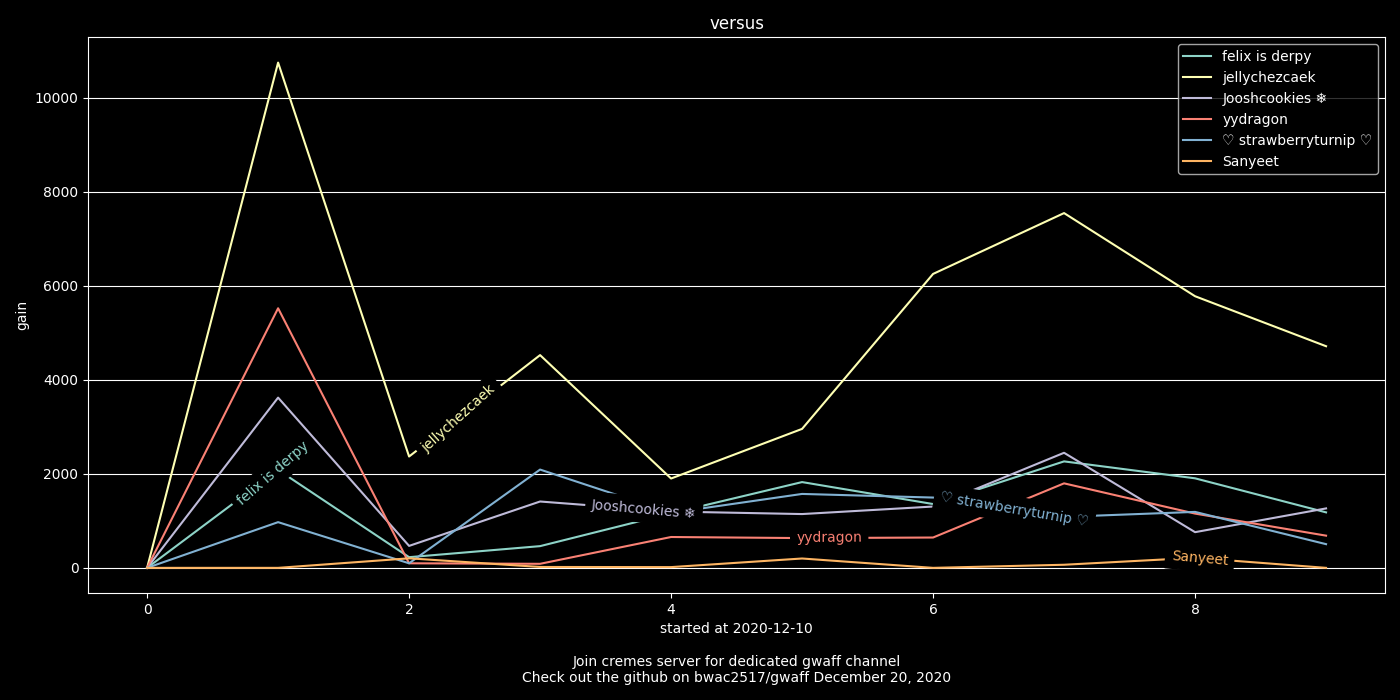 versus
felix is derpy
jellychezcaek
Jooshcookies ❄
yydragon
♡ strawberryturnip ♡
Sanyeet
10000
8000
6000
4000
2000
0
gain
jellychezcaek
felix is derpy
Jooshcookies ❄
♡ strawberryturnip ♡
yydragon
Sanyeet
0 2 4 6 8
started at 2020-12-10
Join cremes server for dedicated gwaff channel
Check out the github on bwac2517/gwaff December 20, 2020